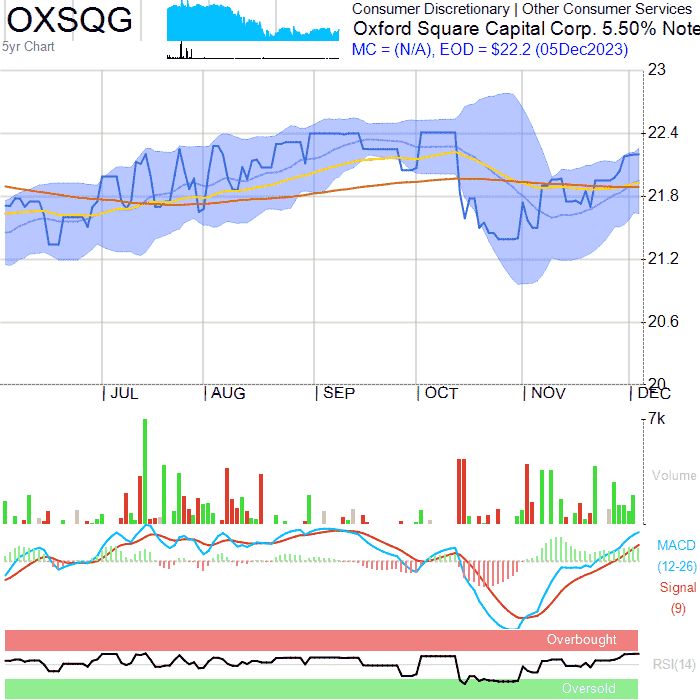 OXSQG
5yr Chart
Consumer Discretionary | Other Consumer Services
Oxford Square Capital Corp. 5.50% Note
MC = (N/A), EOD = $22.2 (05Dec2023)
23
22.4
21.8
21.2
20.6
20
JUL AUG SEP OCT NOV DEC
7k
Volume
MACD
(12-26)
Signal
(9)
Overbought
RSI(14)
Oversold